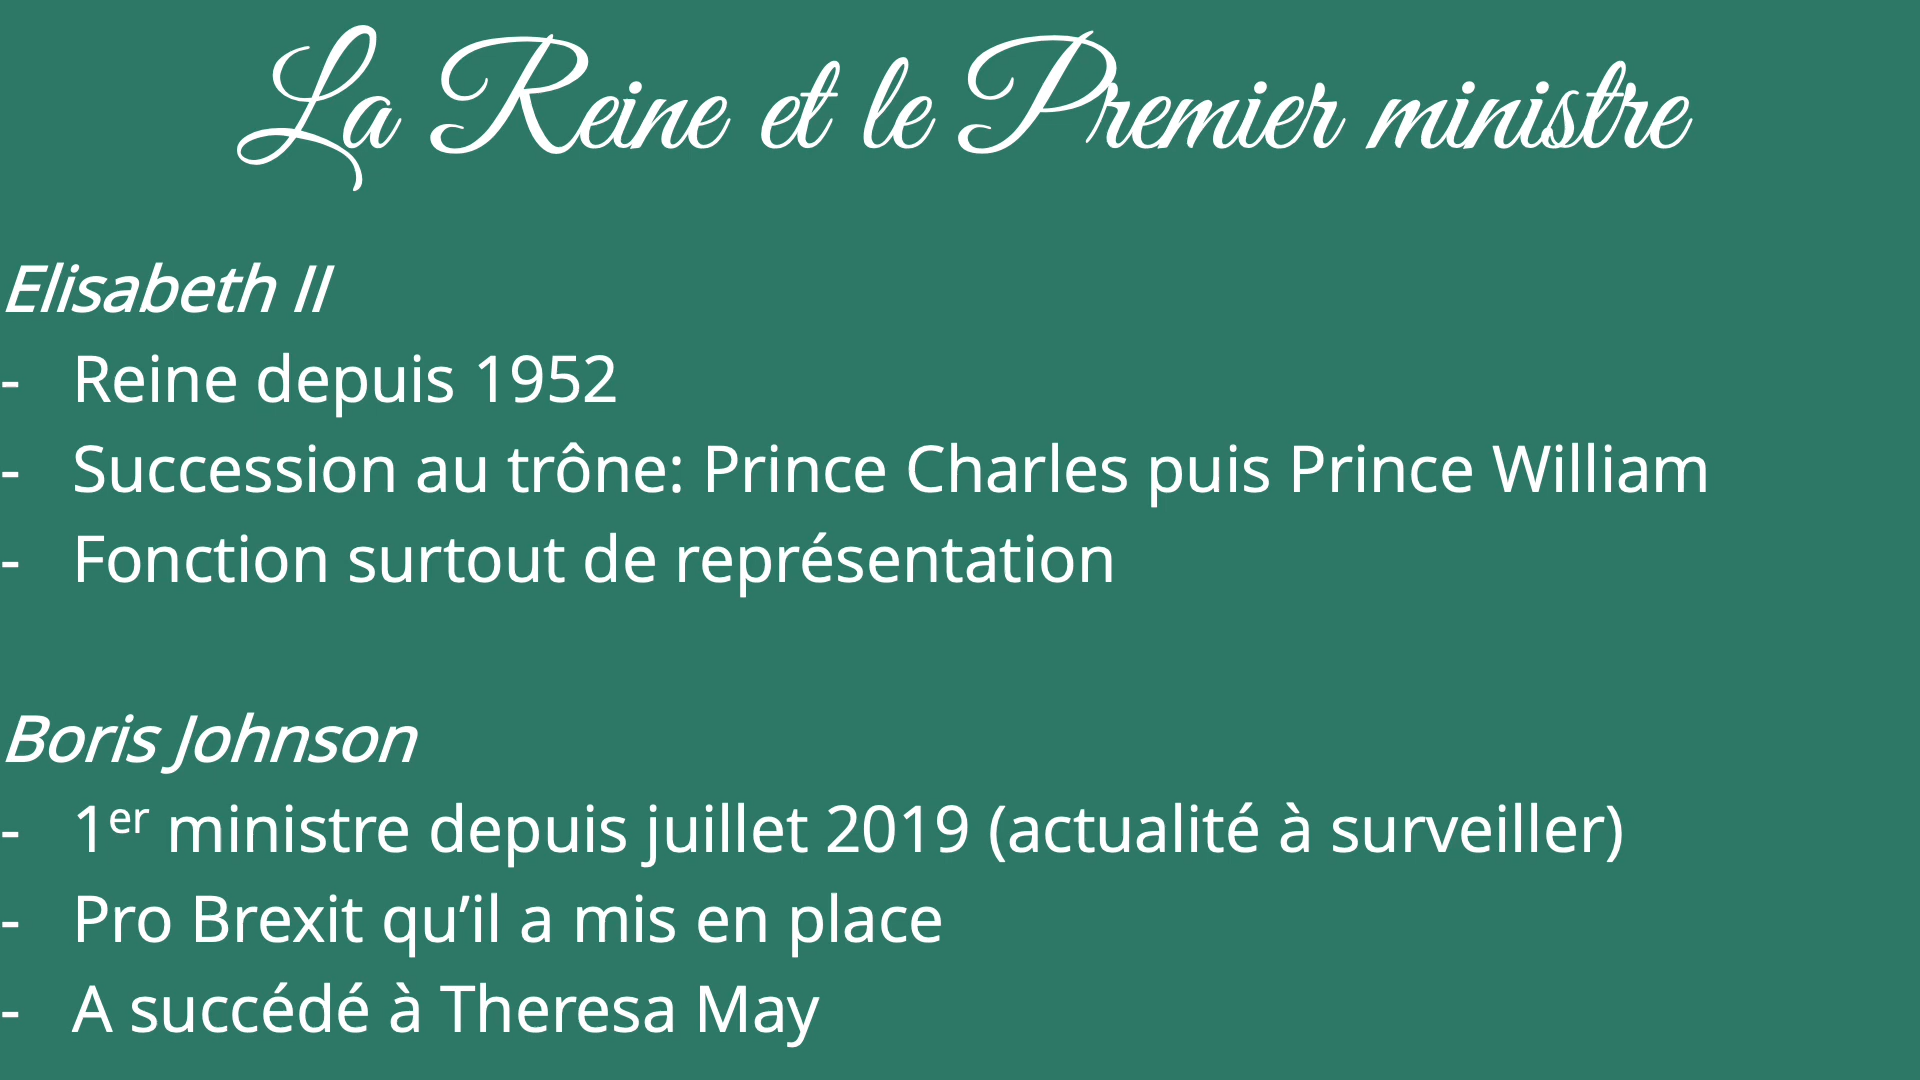 La Reine et le Premier ministre
Elisabeth II
- Reine depuis 1952
- Succession au trône: Prince Charles puis Prince William
- Fonction surtout de représentation
Boris Johnson
- 1er ministre depuis juillet 2019 (actualité à surveiller)
- Pro Brexit qu’il a mis en place
- A succédé à Theresa May